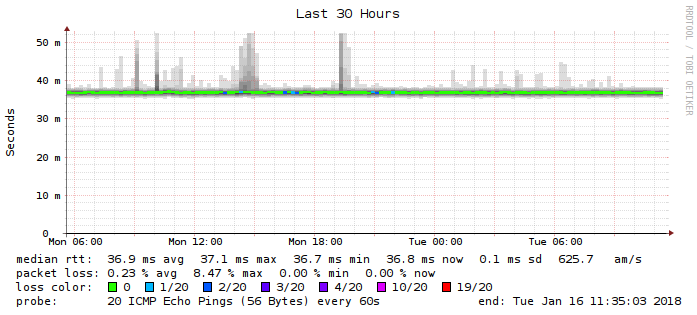 Last 30 Hours
RRDTOOL / TOBI OETIKER
Seconds
50 m
40 m
30 m
20 m
10 m
0
Mon 06:00 Mon 12:00 Mon 18:00 Tue 00:00 Tue 06:00
median rtt: 36.9 ms avg 37.1 ms max 36.7 ms min 36.8 ms now 0.1 ms sd 625.7 am/s
packet loss: 0.23 % avg 8.47 % max 0.00 % min 0.00 % now
loss color: 0 1/20 2/20 3/20 4/20 10/20 19/20
probe: 20 ICMP Echo Pings (56 Bytes) every 60s end: Tue Jan 16 11:35:03 2018